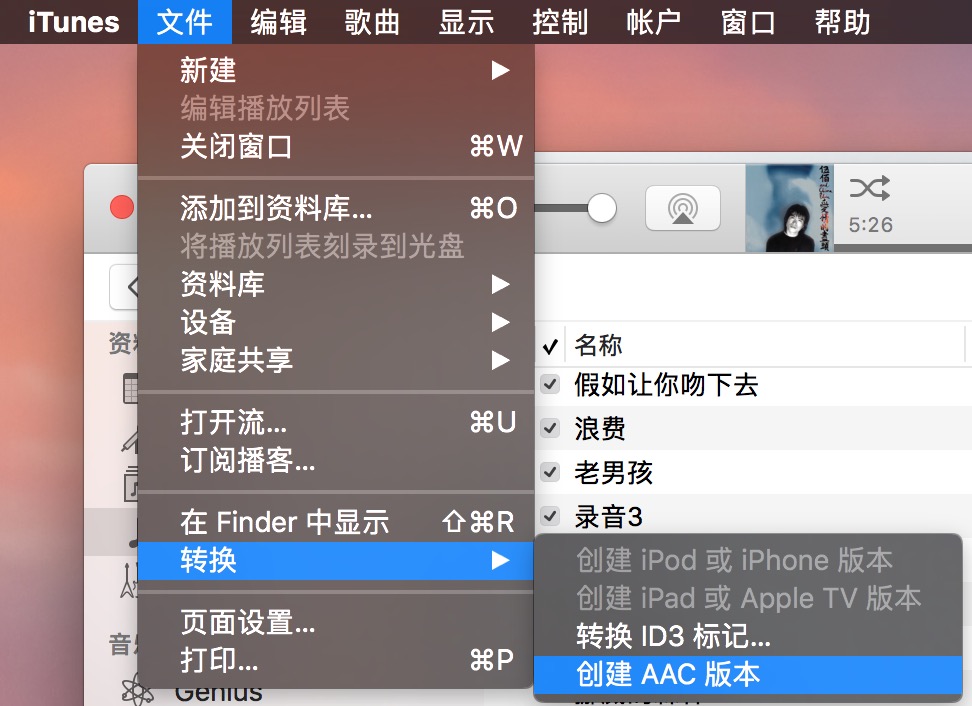 iTunes 文件 编辑 歌曲 显示 控制 帐户 窗口 帮助
新建
编辑播放列表
关闭窗口 ⌘W
添加到资料库... ⌘O
将播放列表刻录到光盘
资料库
设备
家庭共享
打开流... ⌘U
订阅播客...
在 Finder 中显示 ⇧⌘R
转换
页面设置...
打印... ⌘P
创建 iPod 或 iPhone 版本
创建 iPad 或 Apple TV 版本
转换 ID3 标记...
创建 AAC 版本
5:26
名称
假如让你吻下去
浪费
老男孩
录音3
资
音
Genius